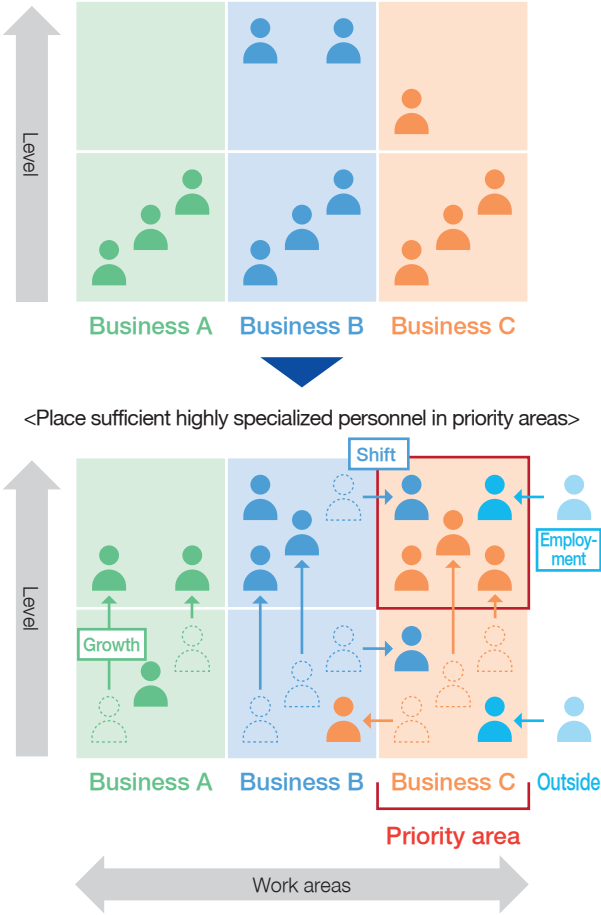 Level
Business A
Business B
Business C
<Place sufficient highly specialized personnel in priority areas>
Shift
Employ-
ment
Level
Growth
Business A
Business B
Business C
Outside
Priority area
Work areas